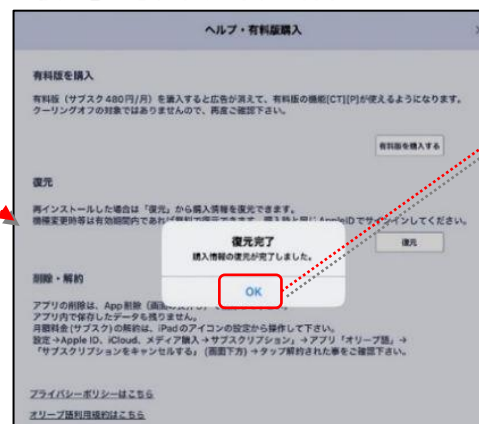 ヘルプ・有料版購入
有料版を購入
有料版（サブスク480円/月）を購入すると広告が消えて、有料版の機能[CT][P]が使えるようになります。
クーリングオフの対象ではありませんので、再度ご確認下さい。
有料版を購入する
復元
再インストールした場合は「復元」から購入情報を復元できます。
機種変更時等は有効期間内であれば無料で復元できます。購入時と同じAppleIDでサインインしてください。
復元
復元完了
購入情報の復元が完了しました。
OK
削除・解約
アプリの削除は、App削除（画面
アプリ内で保存したデータも残りません。
月額料金(サブスク)の解約は、iPadのアイコンの設定から操作して下さい。
設定→Apple ID、iCloud、メディア購入→サブスクリプション」→アプリ「オリーブ語」→
「サブスクリプションをキャンセルする」(画面下方)→タップ解約された事をご確認下さい。
プライバシーポリシーはこちら
オリーブ語利用規約はこちら